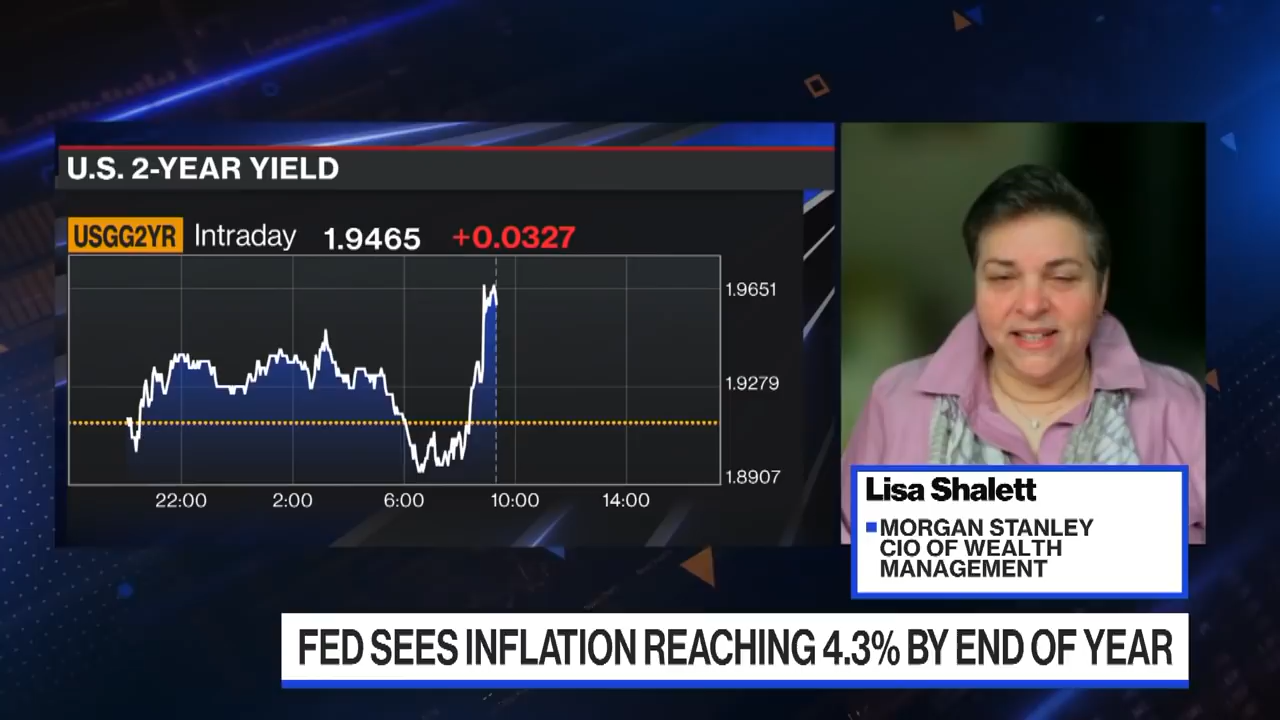 U.S. 2-YEAR YIELD
USGG2YR Intraday 1.9465 +0.0327
1.9651
1.9279
1.8907
22:00 2:00 6:00 10:00 14:00
Lisa Shalett
MORGAN STANLEY
CIO OF WEALTH
MANAGEMENT
FED SEES INFLATION REACHING 4.3% BY END OF YEAR